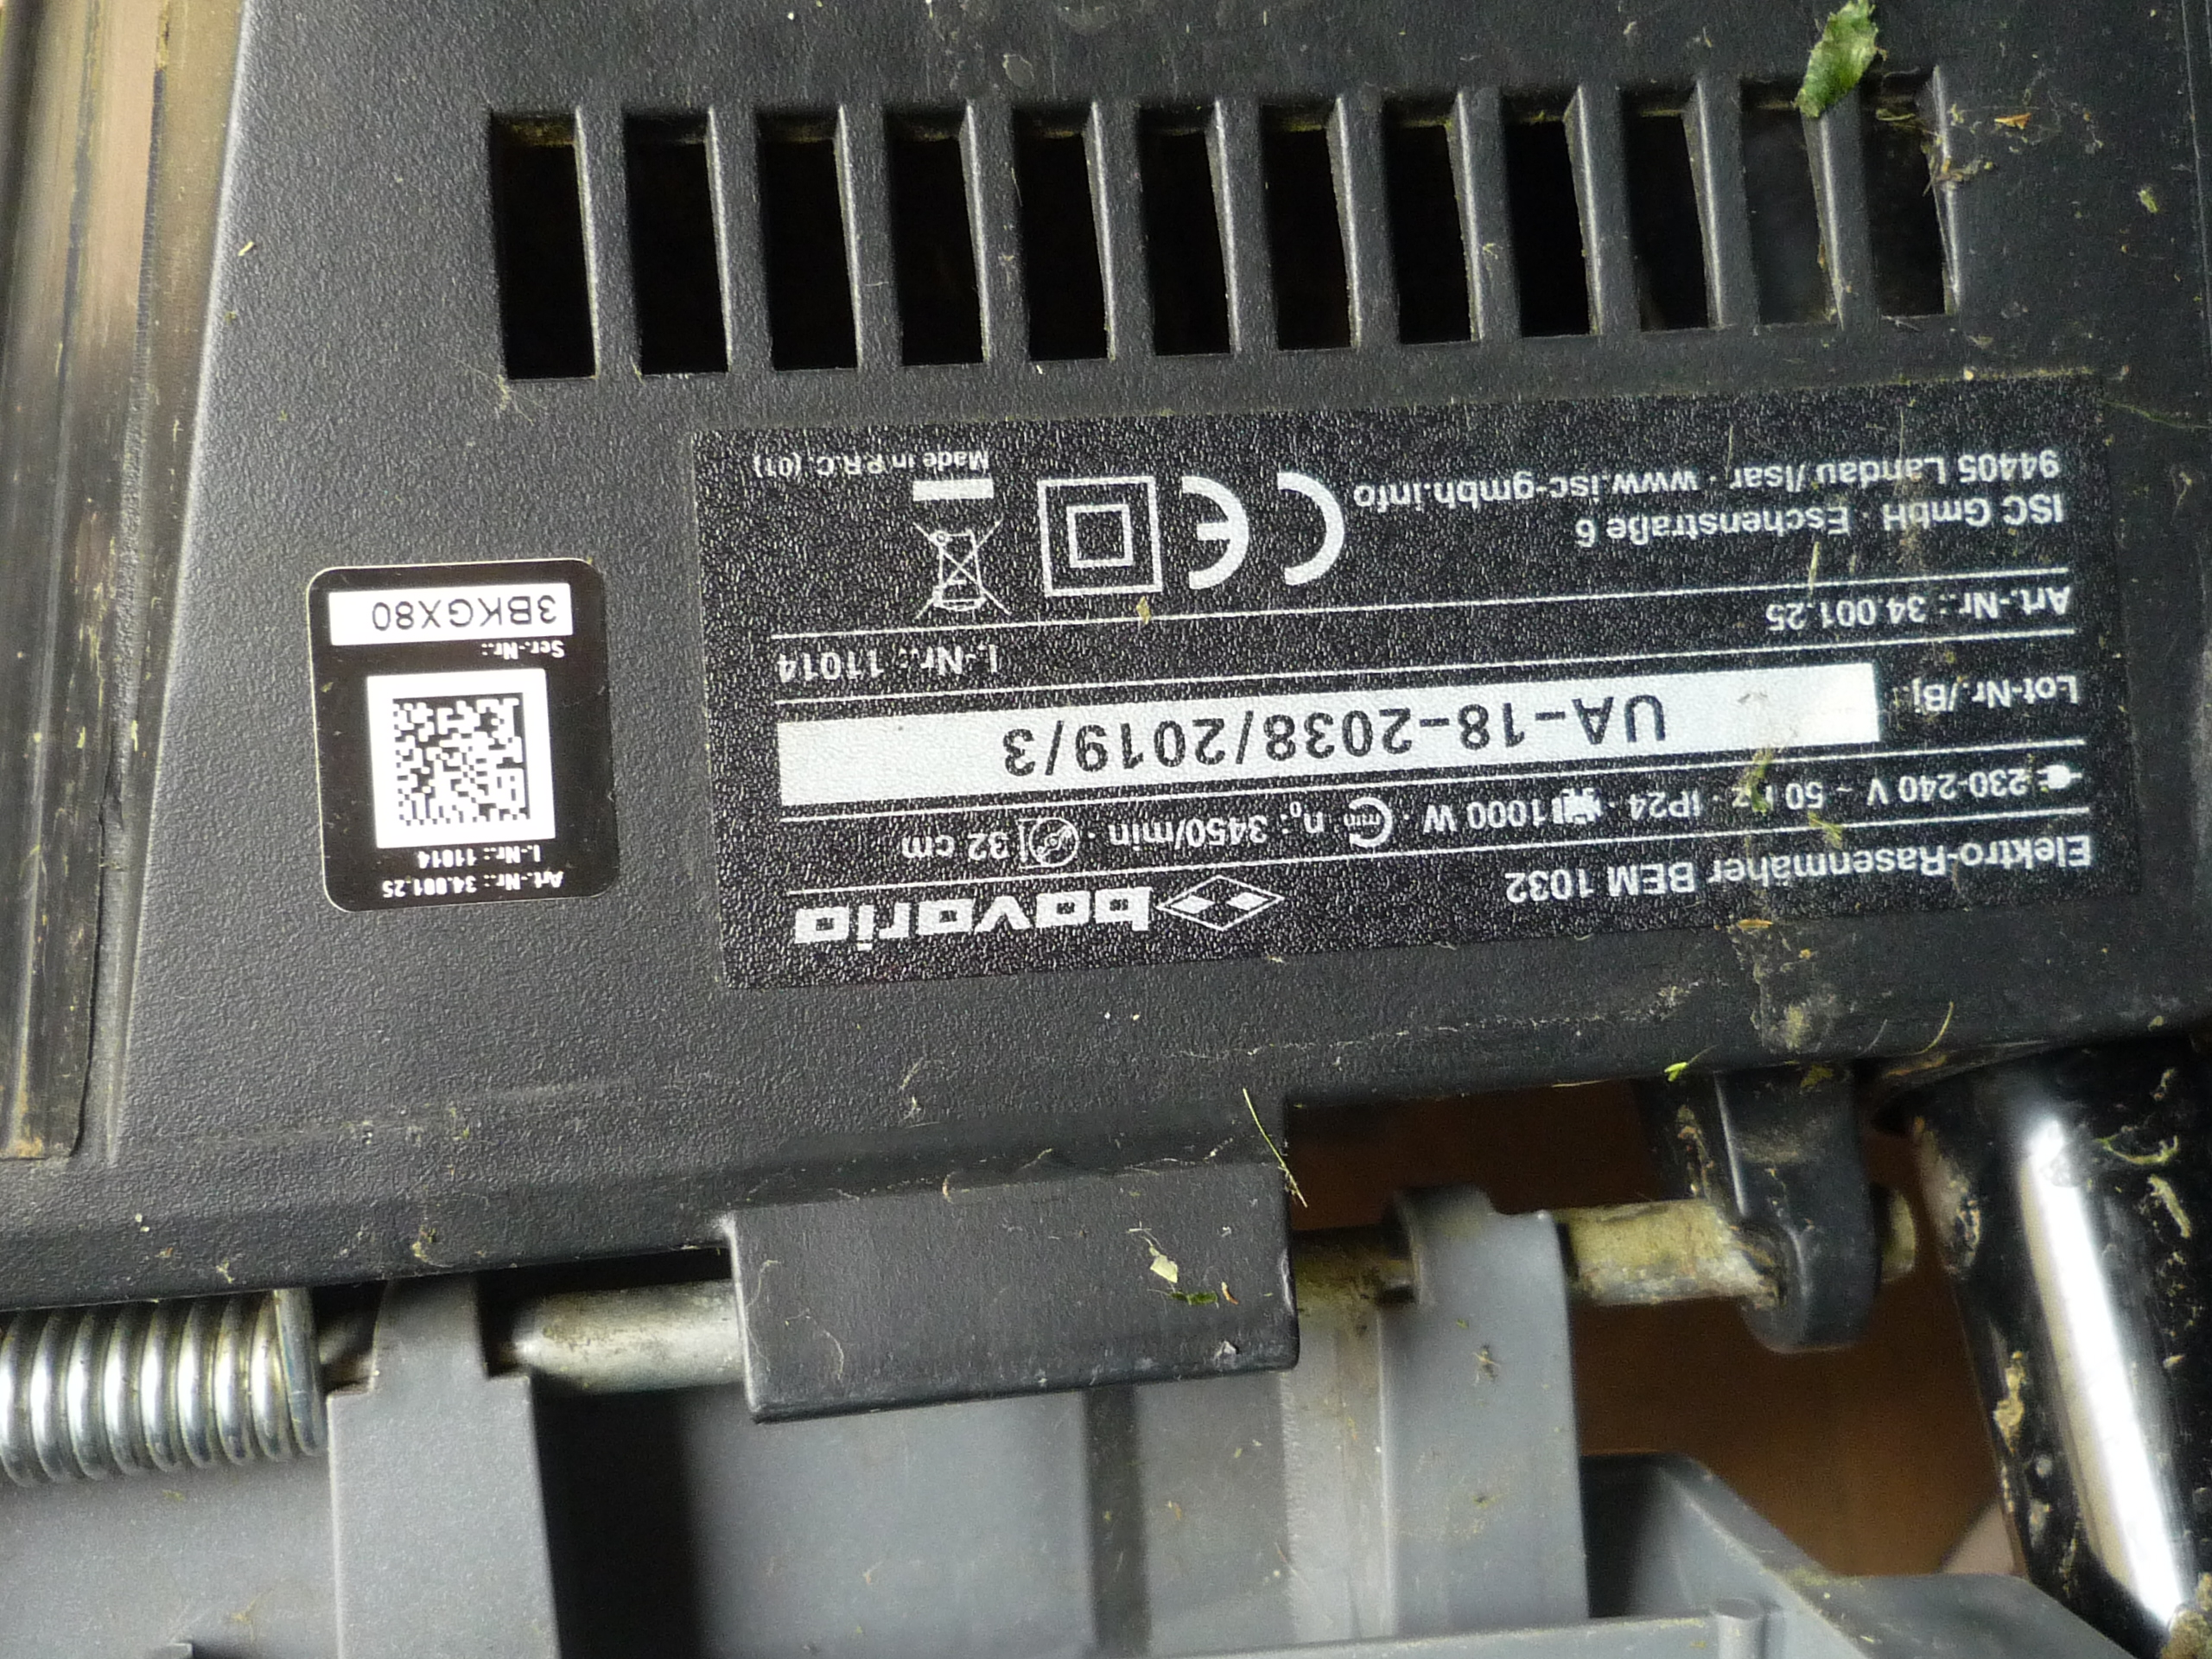 bavaria
Elektro-Rasenmäher BEM 1032
230-240 V ~ 50 Hz · IP24 · 1000 W · min n₀: 3450/min · 32 cm
Lot-Nr./Bj.: UA-18-2038/2019/3
Art.-Nr.: 34.001.25 I.-Nr.: 11014
ISC GmbH · Eschenstraße 6
94405 Landau /Isar · www.isc-gmbh.info
CE
Made in P.R.C. (01)
Art.-Nr.: 34.001.25
I.-Nr.: 11014
Ser.-Nr.:
3BKGX80